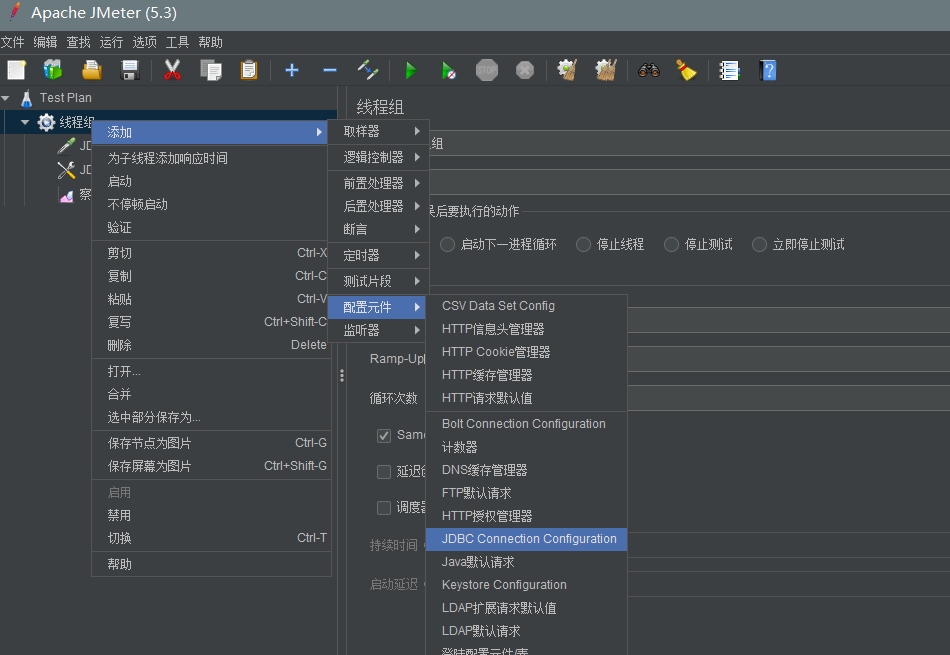 Apache JMeter (5.3)
文件 编辑 查找 运行 选项 工具 帮助
STOP
Test Plan
线程组
JD
JD
察
添加
为子线程添加响应时间
启动
不停顿启动
验证
剪切 Ctrl-X
复制 Ctrl-C
粘贴 Ctrl-V
复写 Ctrl+Shift-C
删除 Delete
打开...
合并
选中部分保存为...
保存节点为图片 Ctrl-G
保存屏幕为图片 Ctrl+Shift-G
启用
禁用
切换 Ctrl-T
帮助
取样器
逻辑控制器
前置处理器
后置处理器
断言
定时器
测试片段
配置元件
监听器
CSV Data Set Config
HTTP信息头管理器
HTTP Cookie管理器
HTTP缓存管理器
HTTP请求默认值
Bolt Connection Configuration
计数器
DNS缓存管理器
FTP默认请求
HTTP授权管理器
JDBC Connection Configuration
Java默认请求
Keystore Configuration
LDAP扩展请求默认值
LDAP默认请求
登陆配置元件/素
线程组
组
后要执行的动作
启动下一进程循环 停止线程 停止测试 立即停止测试
Ramp-Up
循环次数
Same
延迟
调度器
持续时间
启动延迟